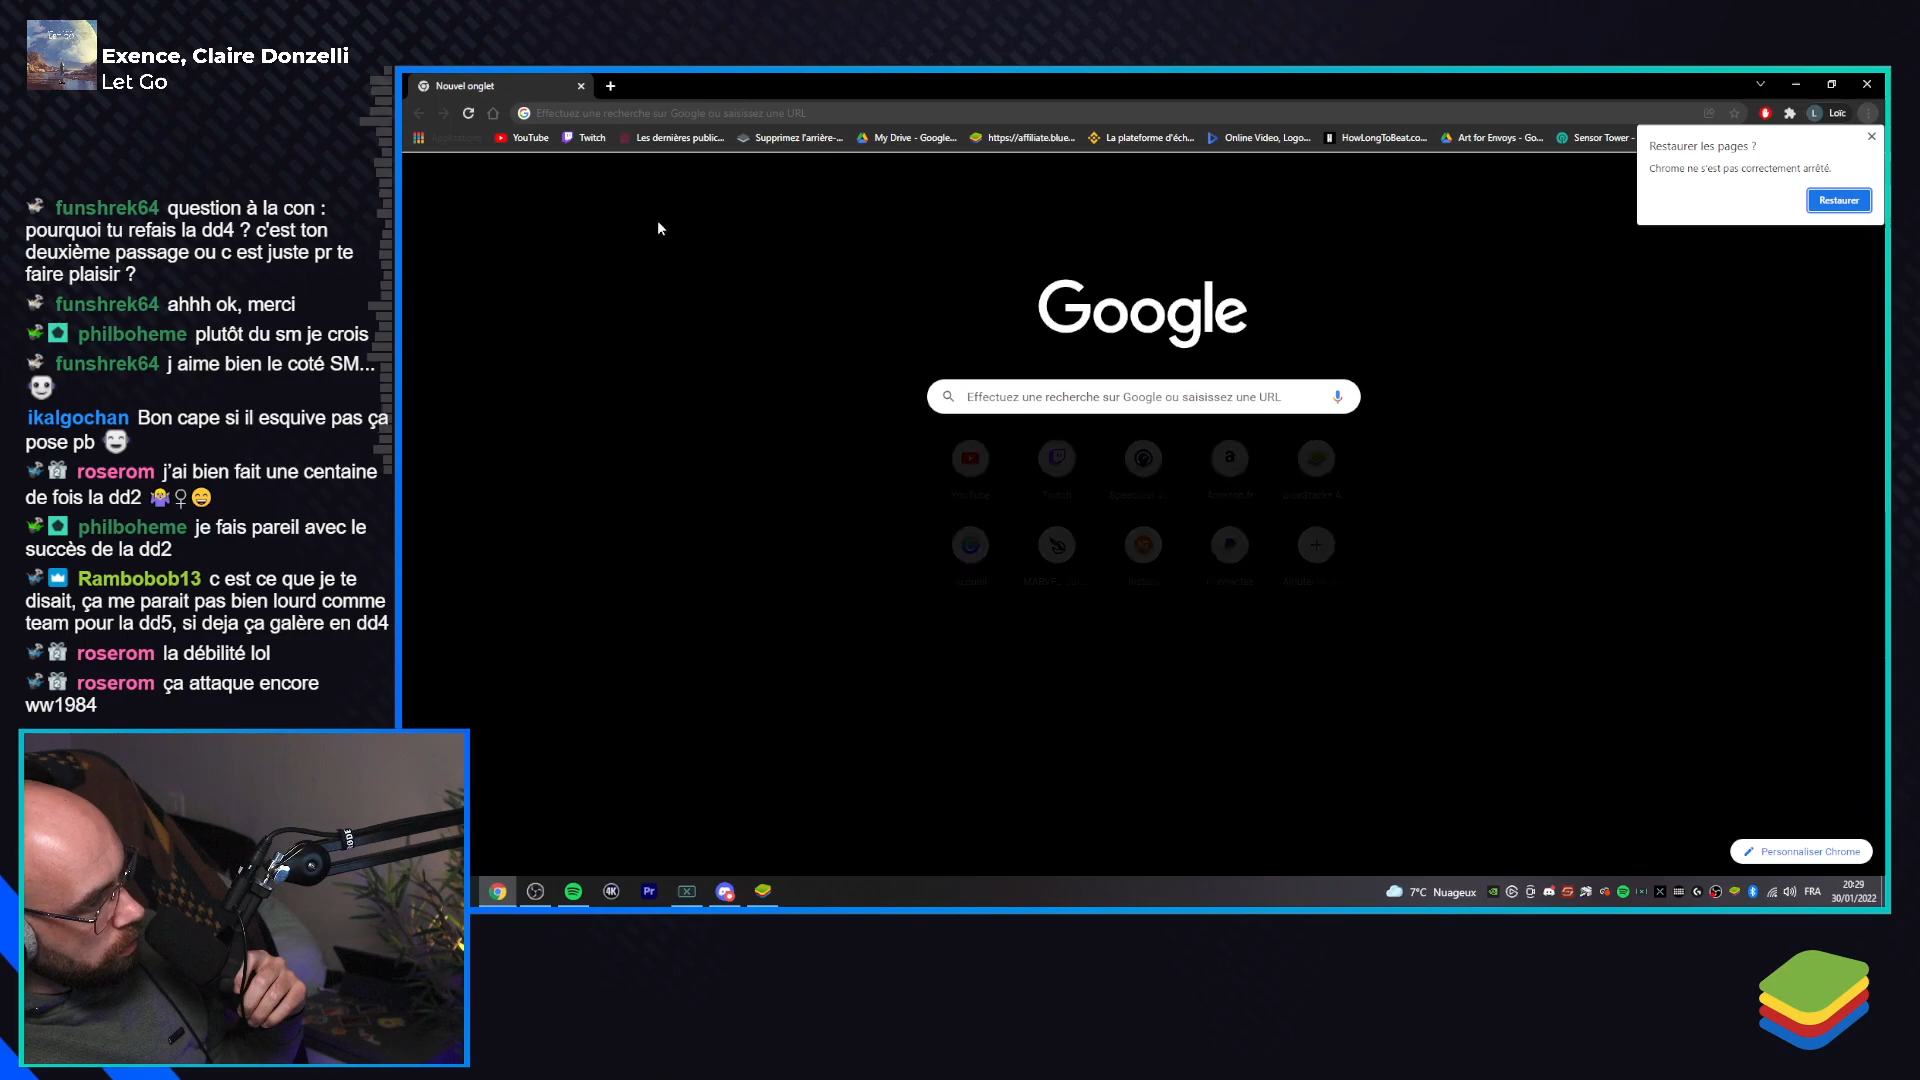 Exence, Claire Donzelli
Let Go
funshrek64 question à la con :
pourquoi tu refais la dd4 ? c'est ton
deuxième passage ou c est juste pr te
faire plaisir ?
funshrek64 ahhh ok, merci
philboheme plutôt du sm je crois
funshrek64 j aime bien le coté SM...
ikalgochan Bon cape si il esquive pas ça
pose pb
roserom j'ai bien fait une centaine
de fois la dd2
philboheme je fais pareil avec le
succès de la dd2
Rambobob13 c est ce que je te
disait, ça me parait pas bien lourd comme
team pour la dd5, si deja ça galère en dd4
roserom la débilité lol
roserom ça attaque encore
ww1984
Nouvel onglet
Effectuez une recherche sur Google ou saisissez une URL
L Loïc
Applications YouTube Twitch Les dernières public... Supprimez l'arrière-... My Drive - Google... https://affiliate.blue... La plateforme d'éch... Online Video, Logo... HowLongToBeat.co... Art for Envoys - Go... Sensor Tower -
Restaurer les pages ?
Chrome ne s'est pas correctement arrêté.
Restaurer
Google
Effectuez une recherche sur Google ou saisissez une URL
YouTube Twitch Amazon.fr
Accueil
Personnaliser Chrome
4K Pr
7°C Nuageux
FRA
20:29
30/01/2022